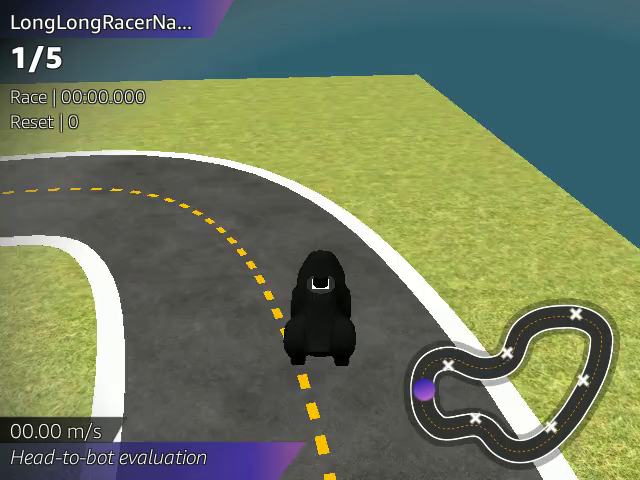 LongLongRacerNa...
1/5
Race | 00:00.000
Reset | 0
00.00 m/s
Head-to-bot evaluation